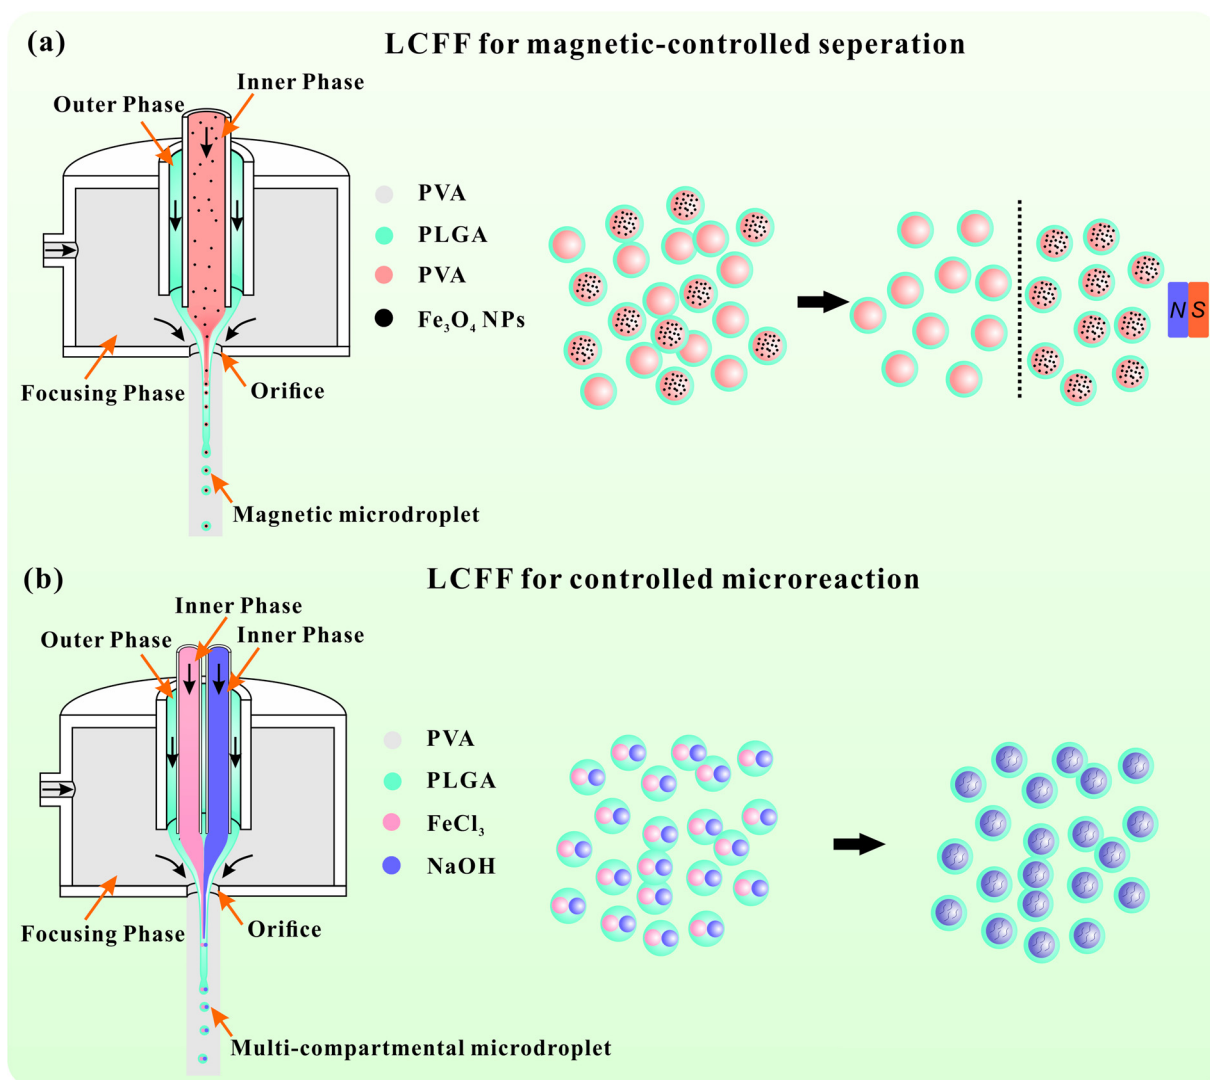 (a)
LCFF for magnetic-controlled seperation
Inner Phase
Outer Phase
PVA
PLGA
PVA
Fe₃O₄ NPs
N S
Focusing Phase
Orifice
Magnetic microdroplet
(b)
LCFF for controlled microreaction
Inner Phase
Outer Phase
Inner Phase
PVA
PLGA
FeCl₃
NaOH
Focusing Phase
Orifice
Multi-compartmental microdroplet